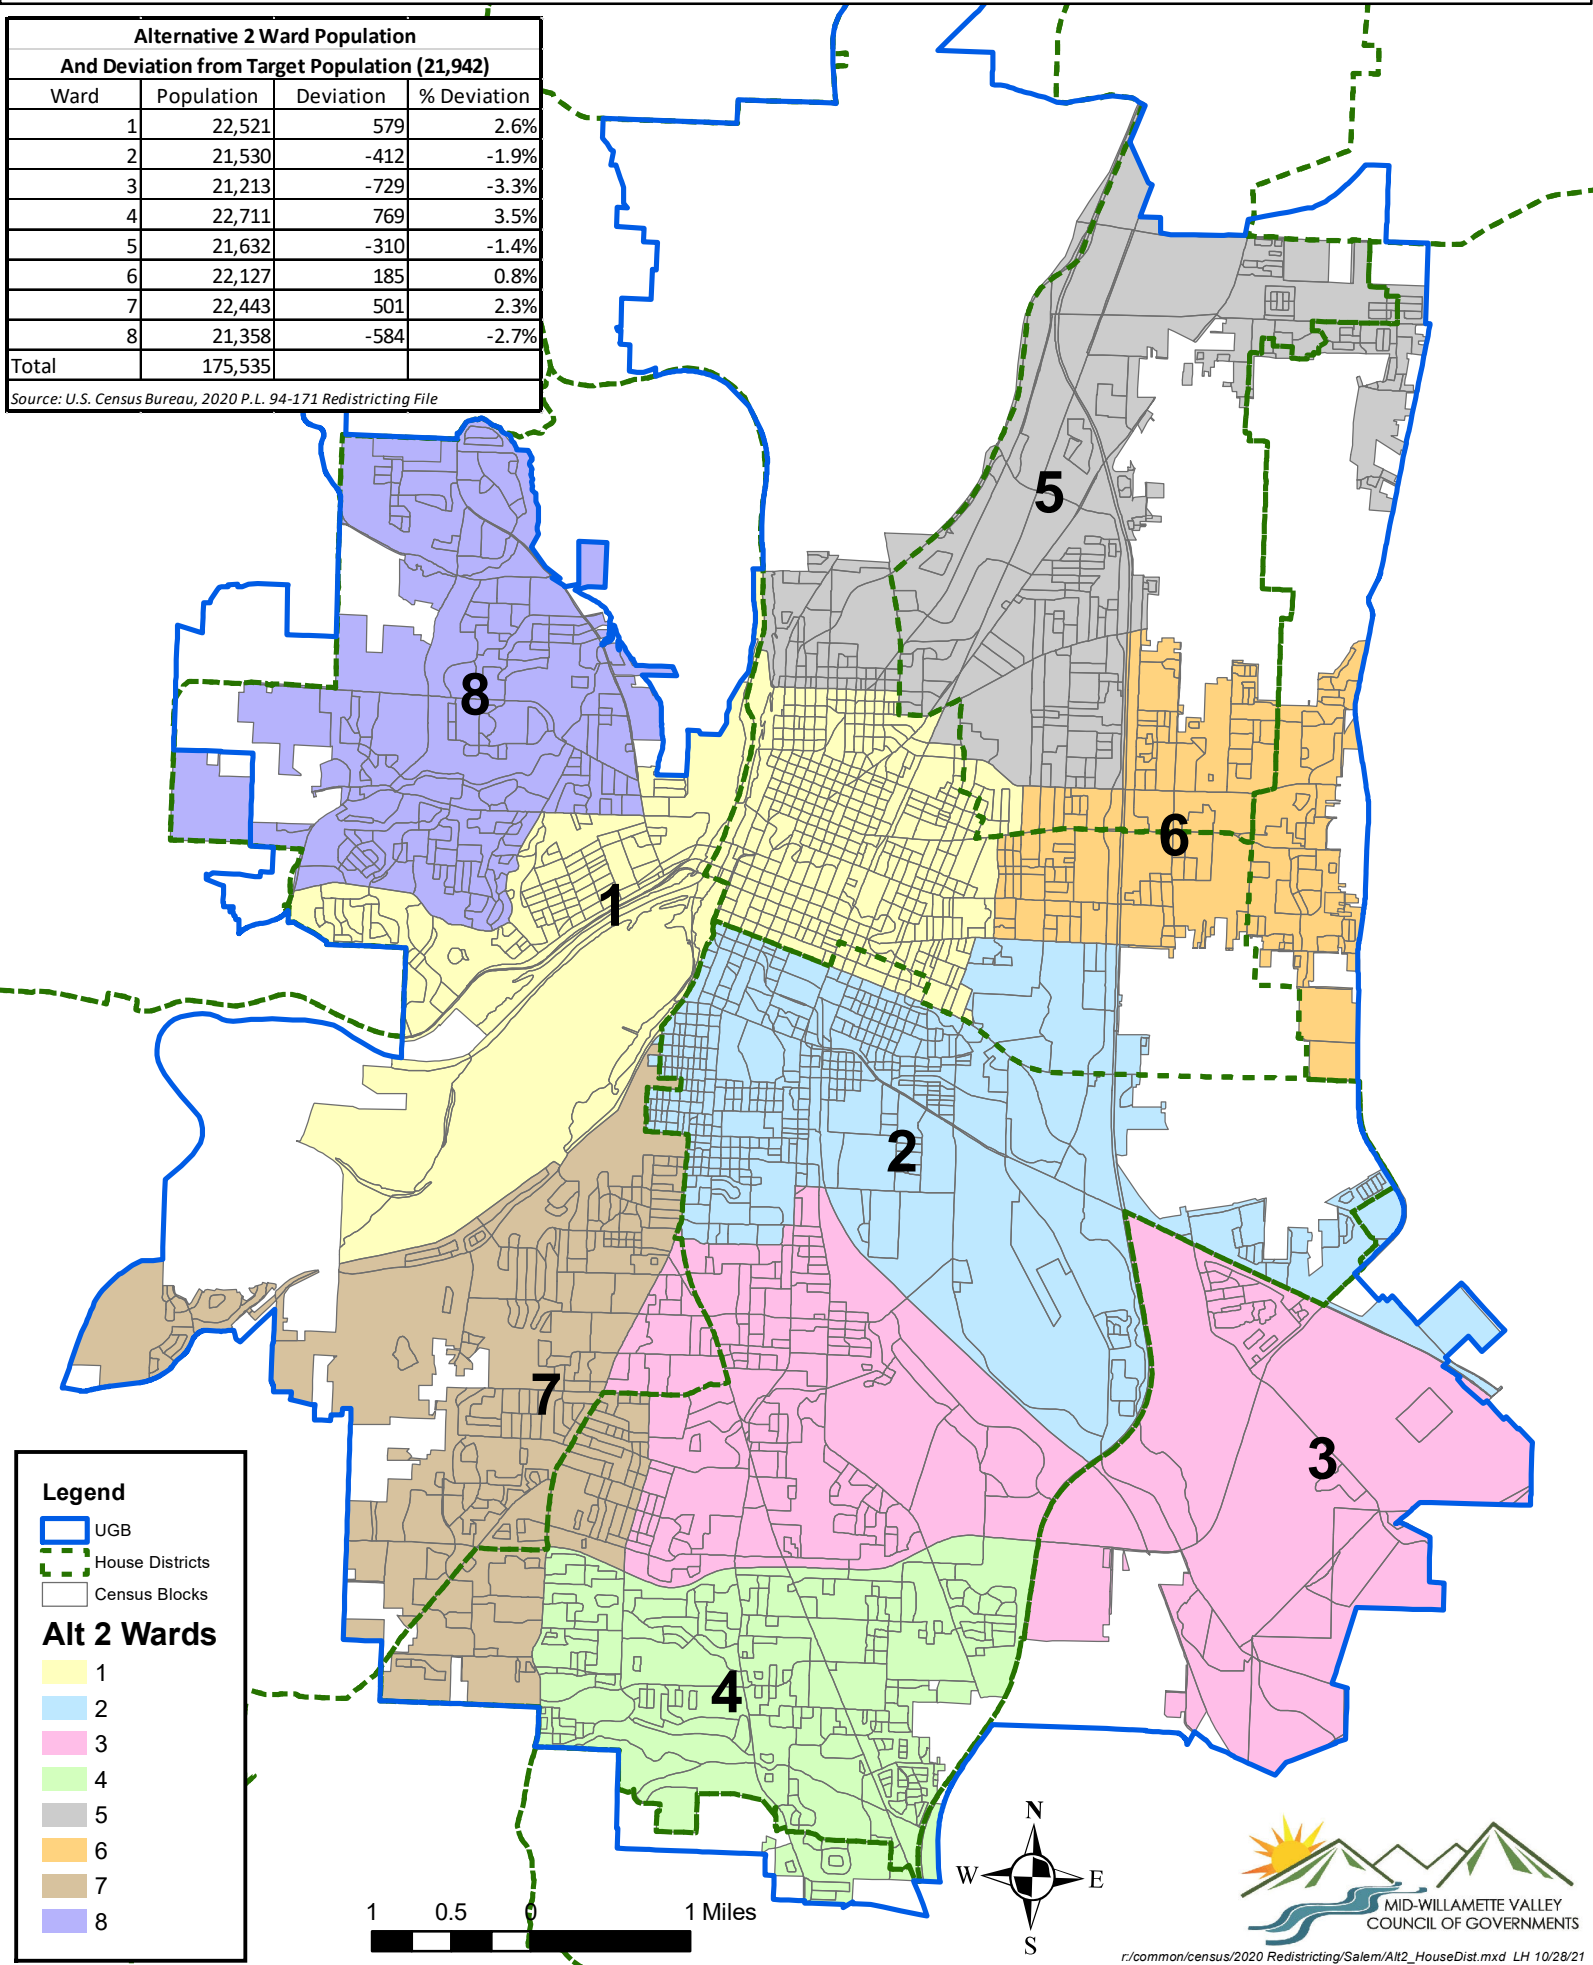 Alternative 2 Ward Population
And Deviation from Target Population (21,942)
Ward Population Deviation % Deviation
1 22,521 579 2.6%
2 21,530 -412 -1.9%
3 21,213 -729 -3.3%
4 22,711 769 3.5%
5 21,632 -310 -1.4%
6 22,127 185 0.8%
7 22,443 501 2.3%
8 21,358 -584 -2.7%
Total 175,535
Source: U.S. Census Bureau, 2020 P.L. 94-171 Redistricting File
5
8
6
1
2
7
3
4
Legend
UGB
House Districts
Census Blocks
Alt 2 Wards
1
2
3
4
5
6
7
8
1 0.5 0 1 Miles
N
W E
S
MID-WILLAMETTE VALLEY
COUNCIL OF GOVERNMENTS
r:/common/census/2020 Redistricting/Salem/Alt2_HouseDist.mxd LH 10/28/21